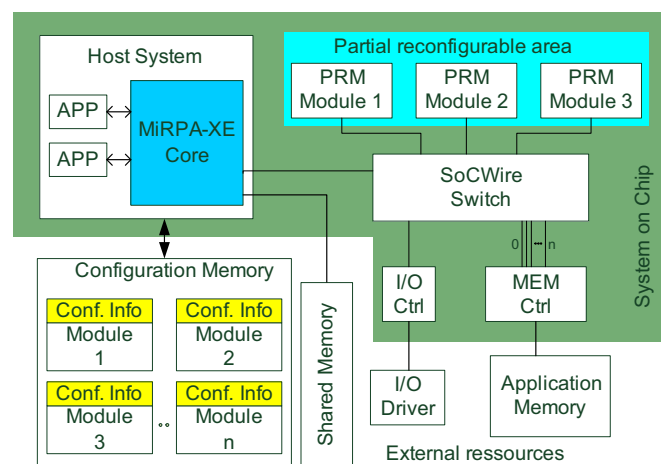 Host System
APP
APP
MiRPA-XE
Core
Partial reconfigurable area
PRM
Module 1
PRM
Module 2
PRM
Module 3
SoCWire
Switch
System on Chip
0
n
I/O
Ctrl
MEM
Ctrl
Configuration Memory
Conf. Info
Module
1
Conf. Info
Module
2
Conf. Info
Module
3
Conf. Info
Module
n
Shared Memory
I/O
Driver
Application
Memory
External ressources